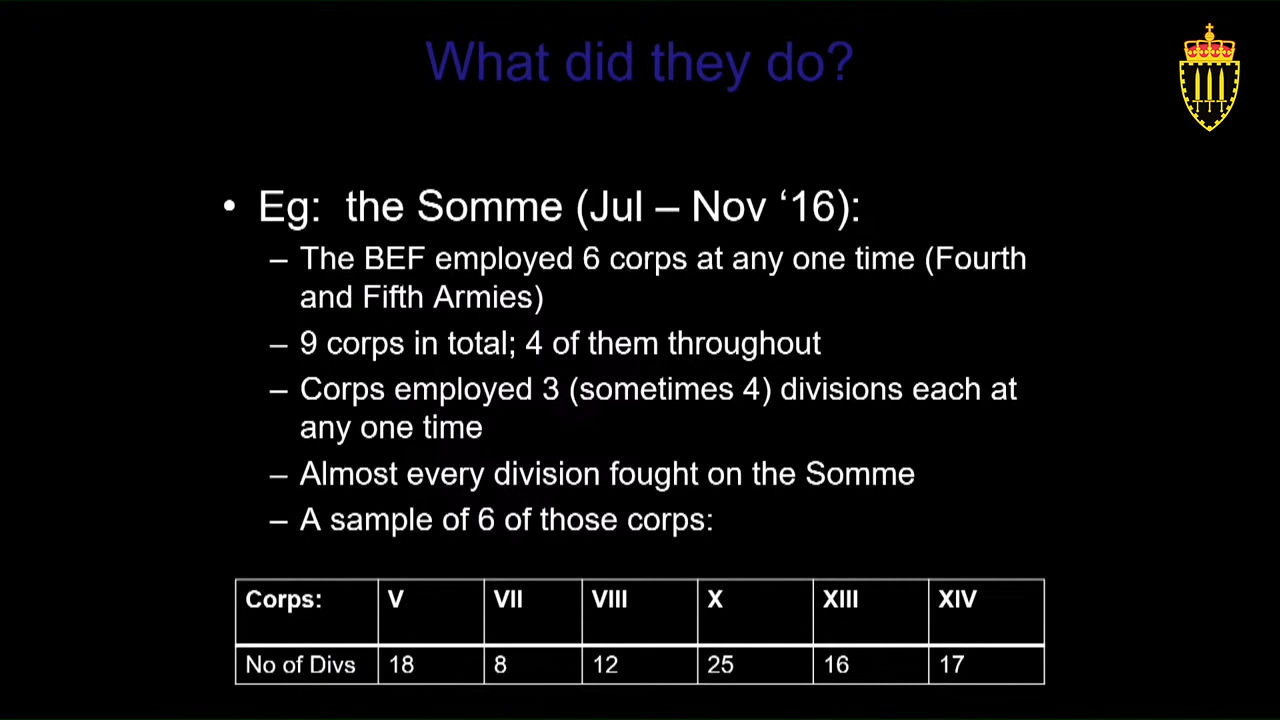 What did they do?
• Eg: the Somme (Jul – Nov ‘16):
– The BEF employed 6 corps at any one time (Fourth
and Fifth Armies)
– 9 corps in total; 4 of them throughout
– Corps employed 3 (sometimes 4) divisions each at
any one time
– Almost every division fought on the Somme
– A sample of 6 of those corps:
Corps: V VII VIII X XIII XIV
No of Divs 18 8 12 25 16 17